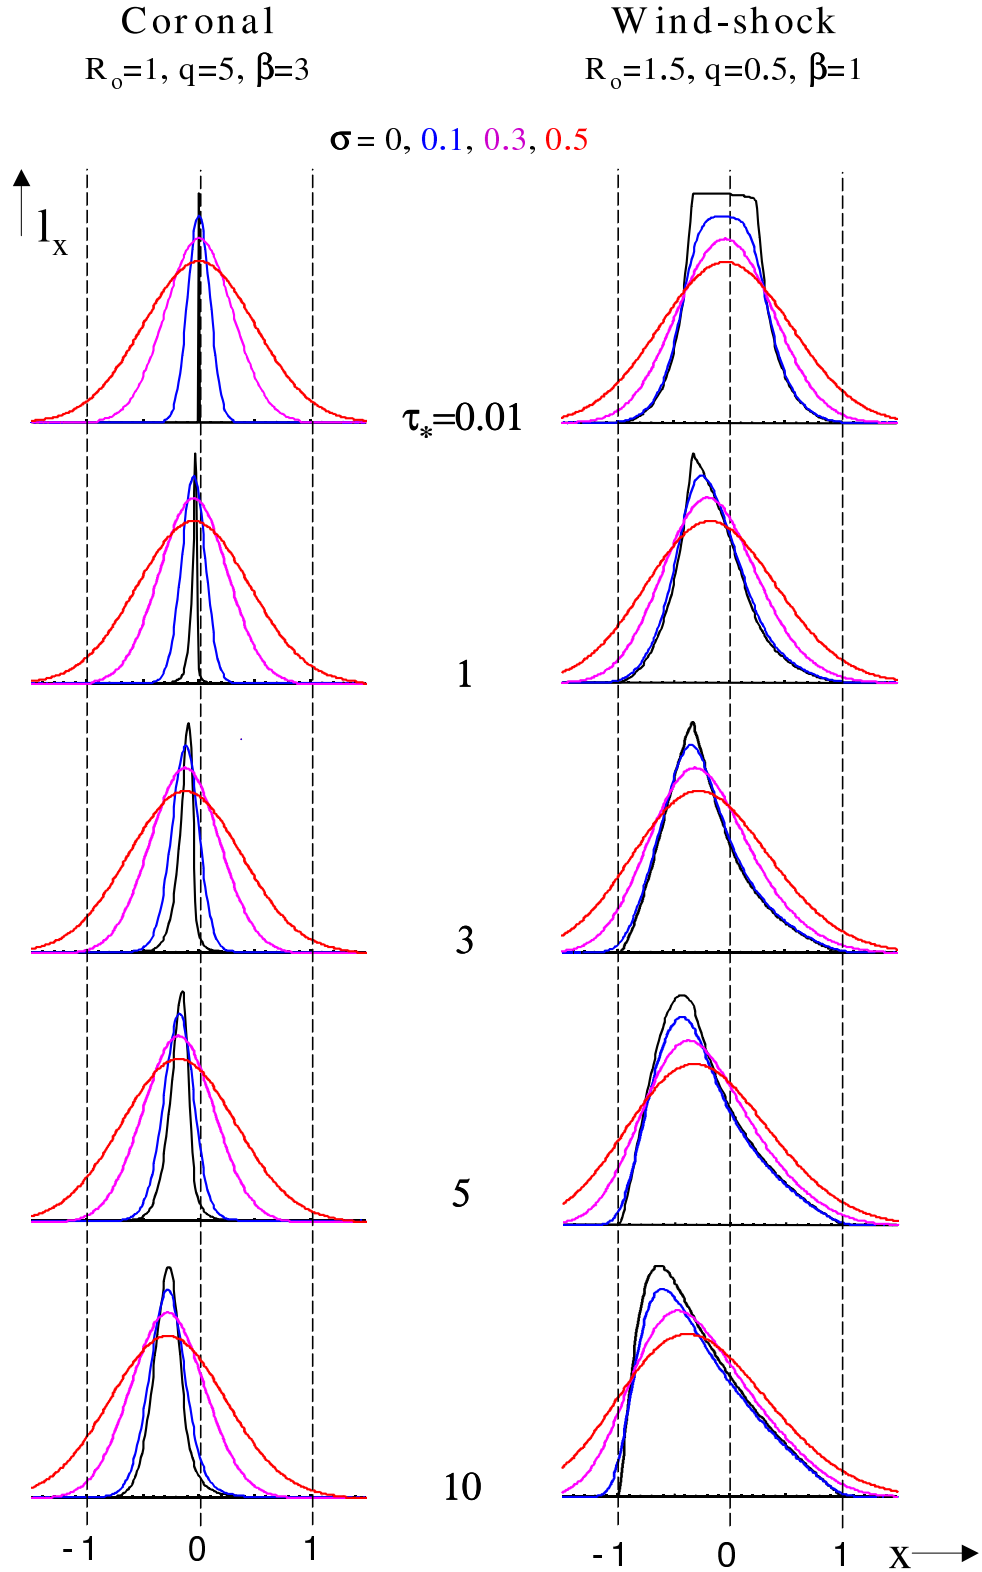 Coronal Wind-shock
Rₒ=1, q=5, β=3 Rₒ=1.5, q=0.5, β=1
σ = 0, 0.1, 0.3, 0.5
lₓ
τ*=0.01
1
3
5
10
-1 0 1 -1 0 1 x